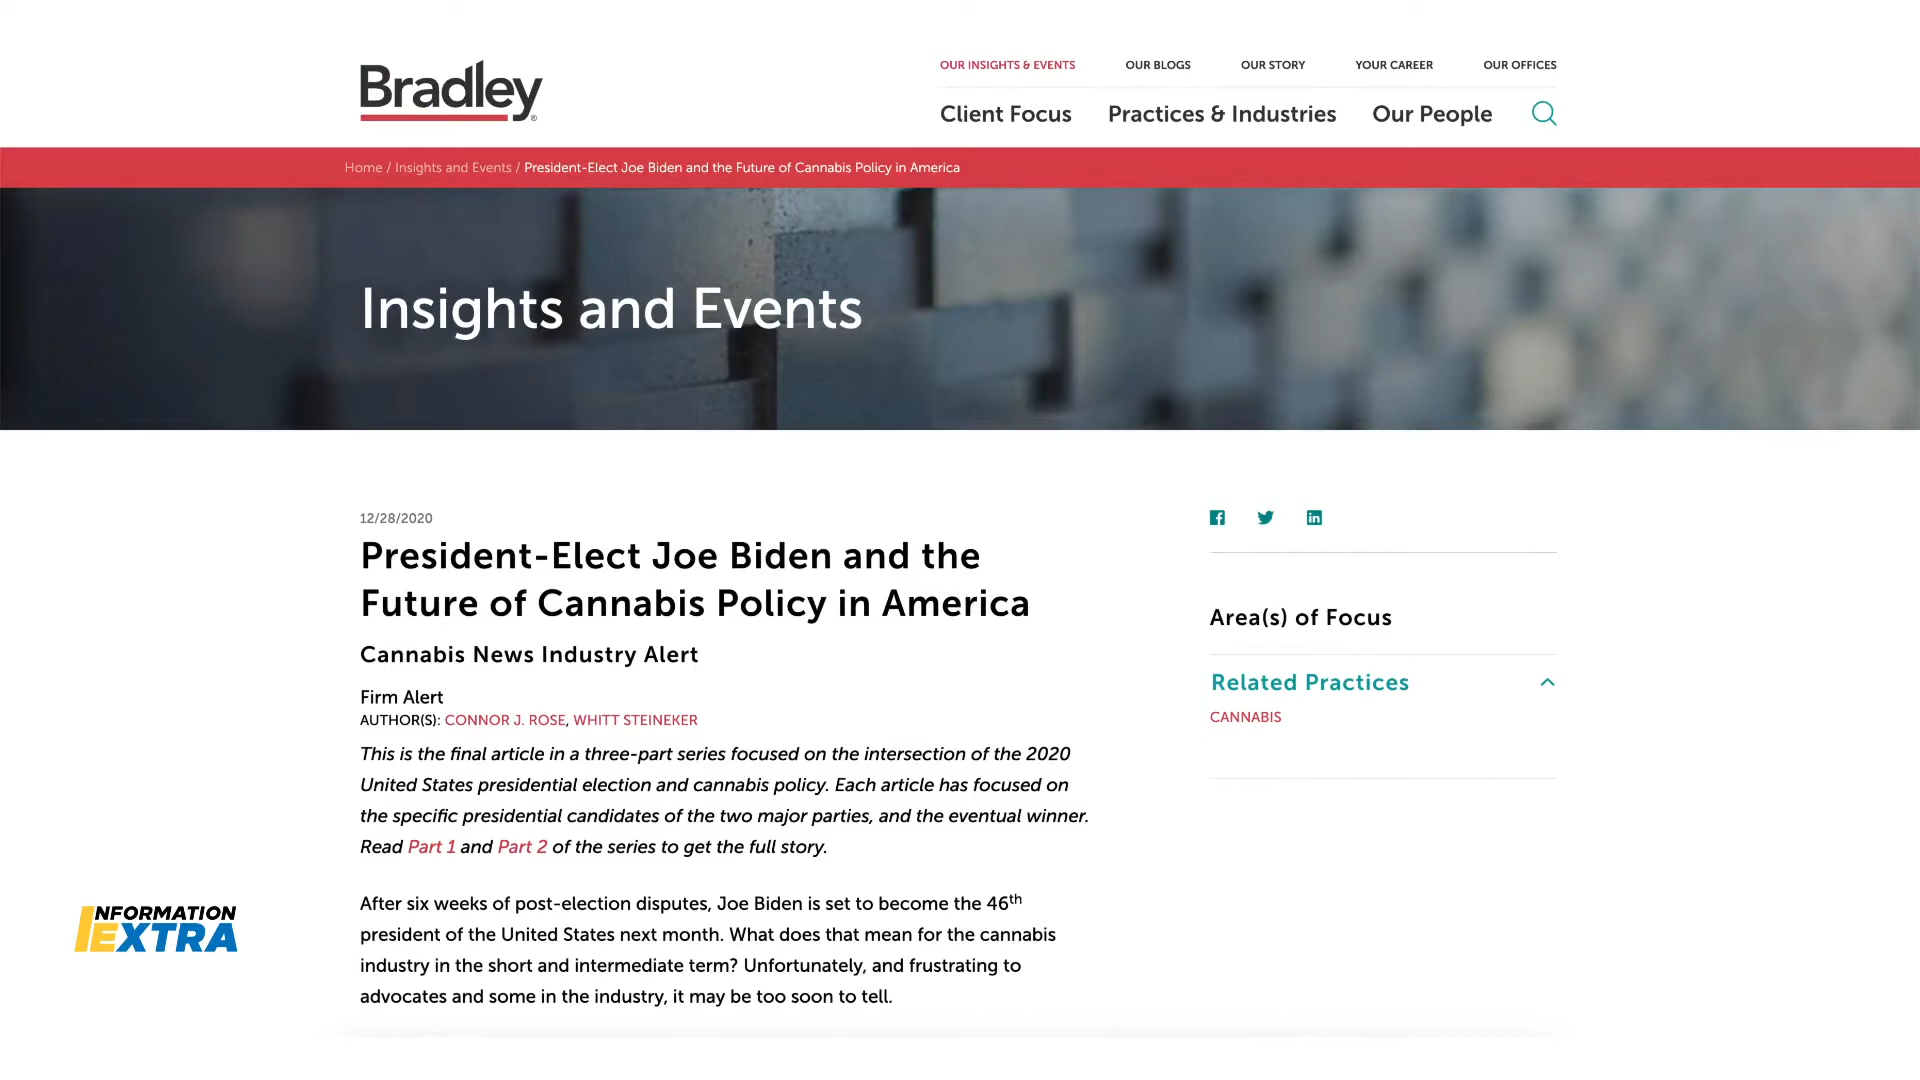 Bradley®
OUR INSIGHTS & EVENTS
OUR BLOGS
OUR STORY
YOUR CAREER
OUR OFFICES
Client Focus
Practices & Industries
Our People
Home / Insights and Events / President-Elect Joe Biden and the Future of Cannabis Policy in America
Insights and Events
12/28/2020
President-Elect Joe Biden and the
Future of Cannabis Policy in America
Cannabis News Industry Alert
Firm Alert
AUTHOR(S): CONNOR J. ROSE, WHITT STEINEKER
This is the final article in a three-part series focused on the intersection of the 2020
United States presidential election and cannabis policy. Each article has focused on
the specific presidential candidates of the two major parties, and the eventual winner.
Read Part 1 and Part 2 of the series to get the full story.
After six weeks of post-election disputes, Joe Biden is set to become the 46th
president of the United States next month. What does that mean for the cannabis
industry in the short and intermediate term? Unfortunately, and frustrating to
advocates and some in the industry, it may be too soon to tell.
Area(s) of Focus
Related Practices
CANNABIS
INFORMATION
EXTRA